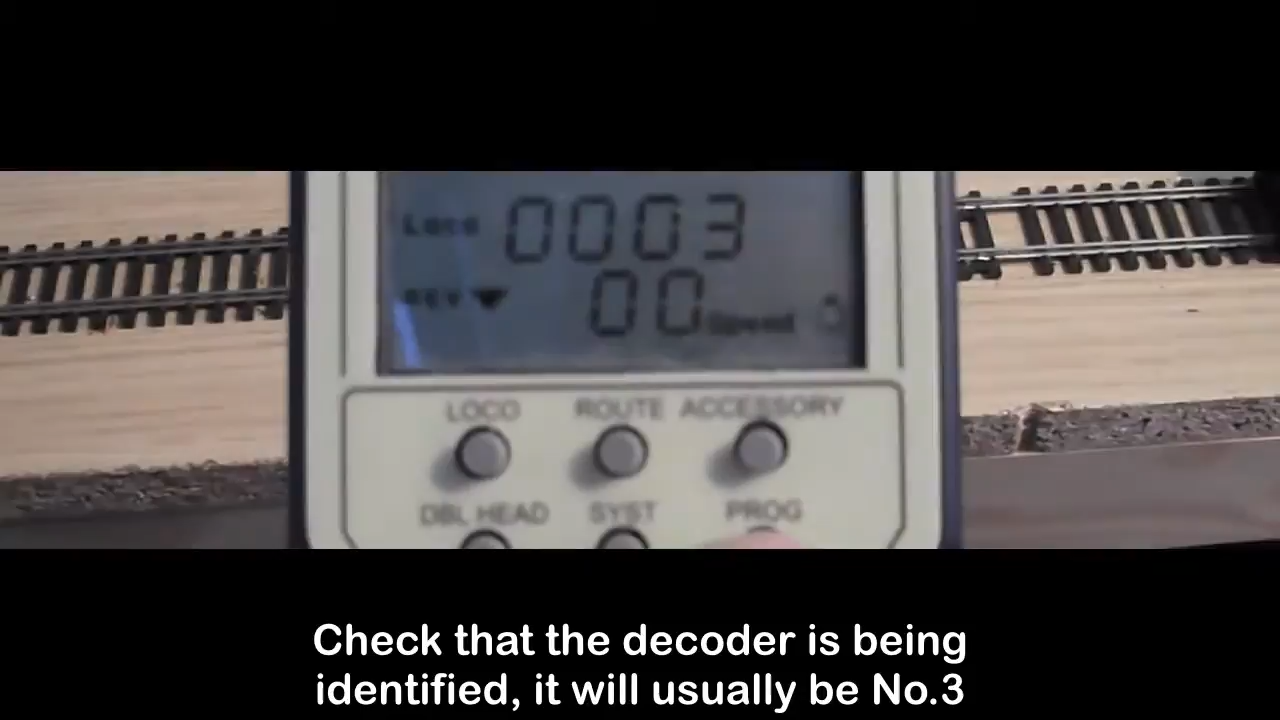 Loco 0003
REV 00 Speed
LOCO ROUTE ACCESSORY
DBL HEAD SYST PROG
Check that the decoder is being
identified, it will usually be No.3